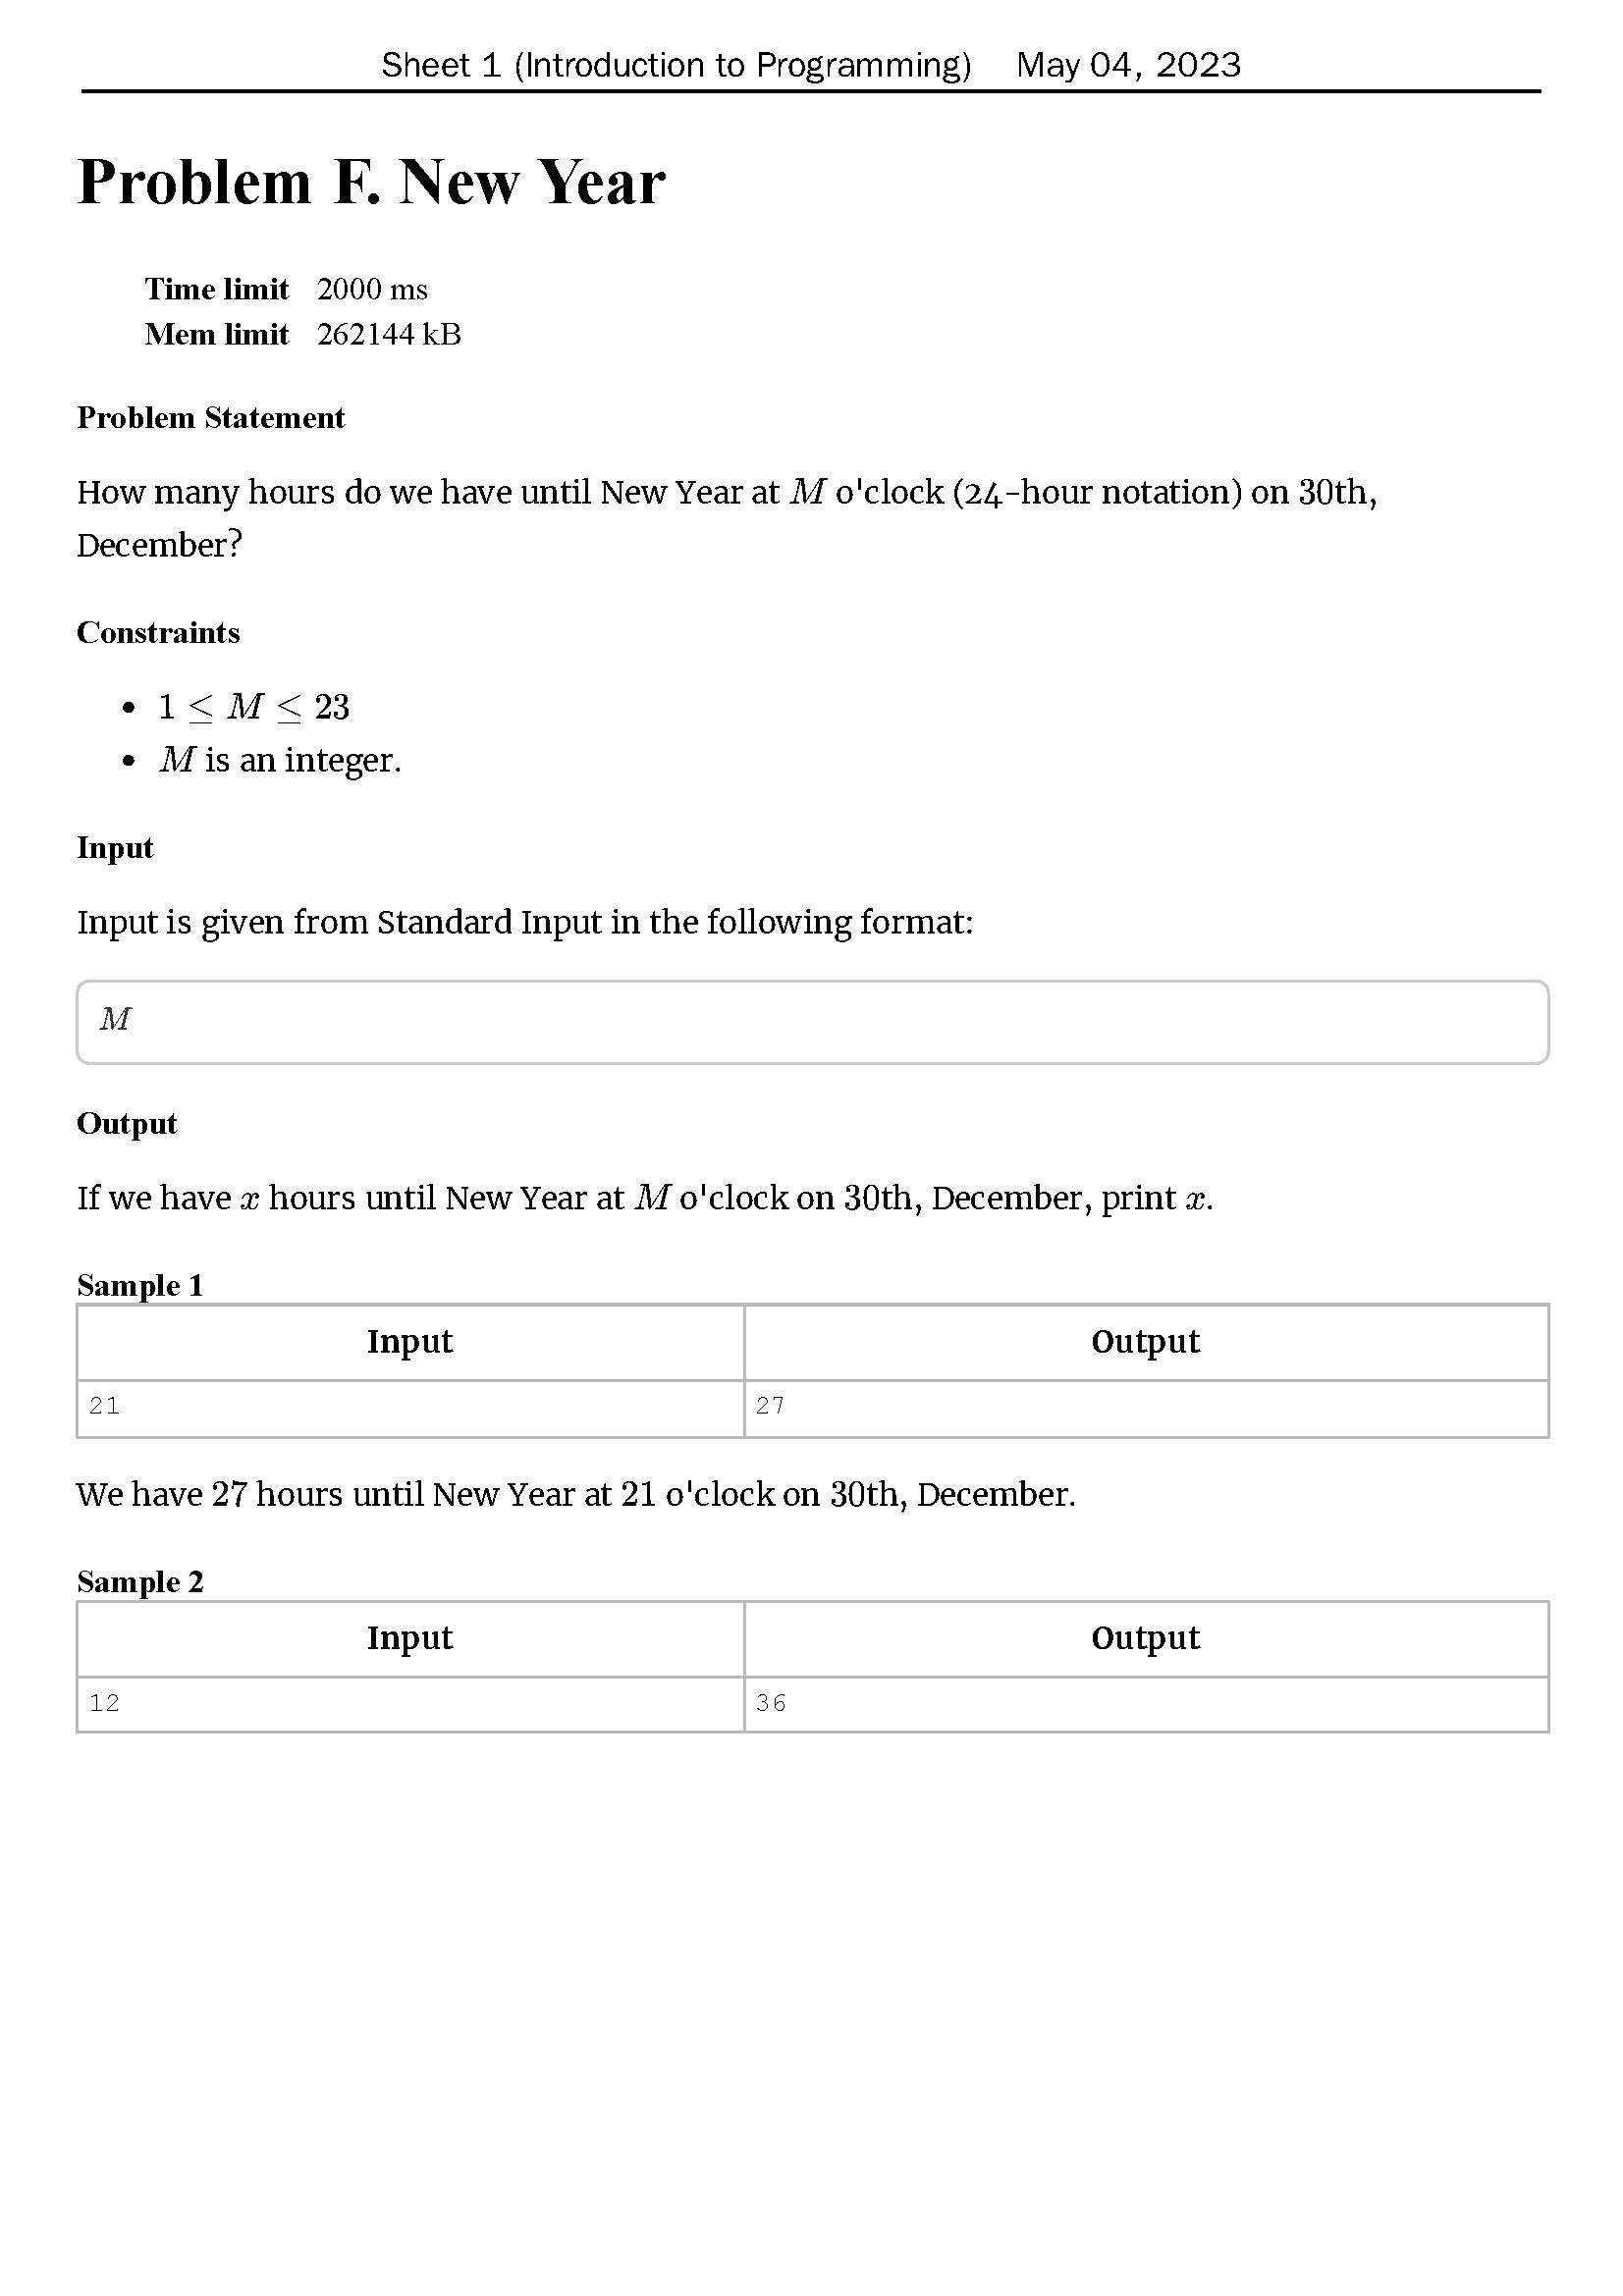 Sheet 1 (Introduction to Programming) May 04, 2023
Problem F. New Year
Time limit 2000 ms
Mem limit 262144 kB
Problem Statement
How many hours do we have until New Year at M o'clock (24-hour notation) on 30th,
December?
Constraints
• 1 ≤ M ≤ 23
• M is an integer.
Input
Input is given from Standard Input in the following format:
M
Output
If we have x hours until New Year at M o'clock on 30th, December, print x.
Sample 1
Input Output
21 27
We have 27 hours until New Year at 21 o'clock on 30th, December.
Sample 2
Input Output
12 36